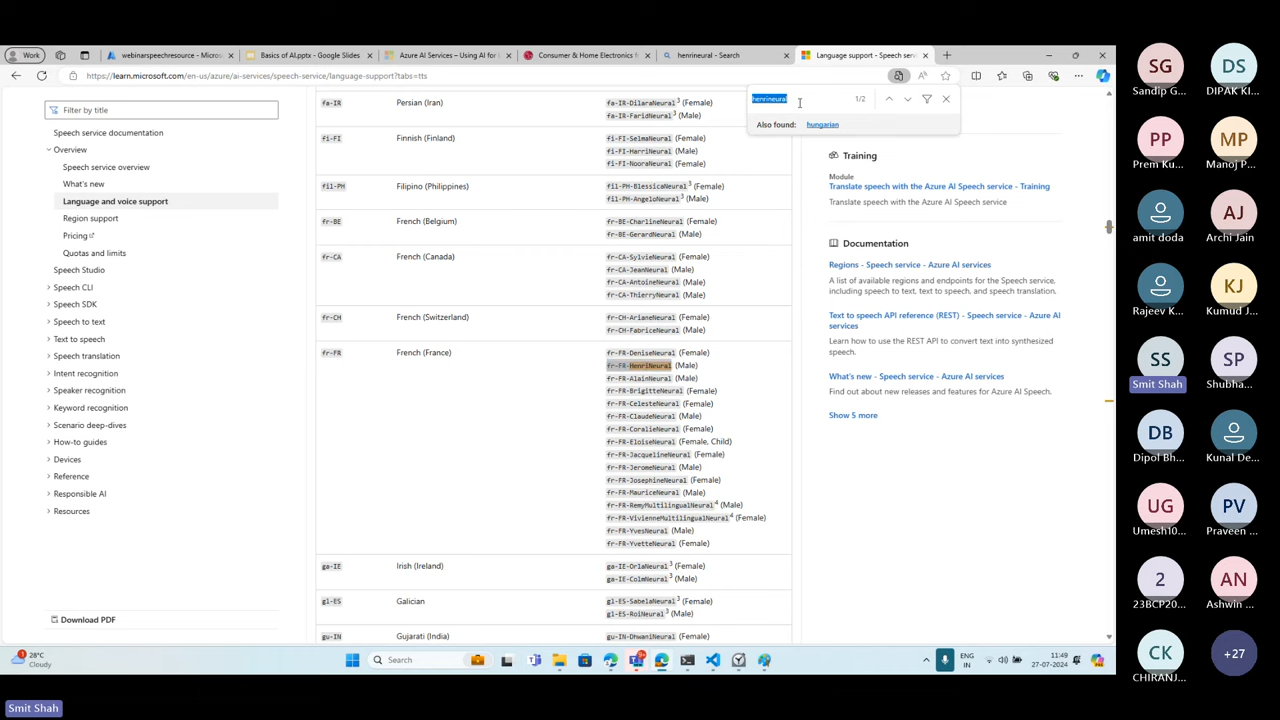 Work
webinarspeechresource - Micros
Basics of AI.pptx - Google Slides
Azure AI Services – Using AI for
Consumer & Home Electronics
henrineural - Search
Language support - Speech serv
https://learn.microsoft.com/en-us/azure/ai-services/speech-service/language-support?tabs=tts
henrineural
1/2
Also found: hungarian
Filter by title
Speech service documentation
Overview
Speech service overview
What's new
Language and voice support
Region support
Pricing
Quotas and limits
Speech Studio
Speech CLI
Speech SDK
Speech to text
Text to speech
Speech translation
Intent recognition
Speaker recognition
Keyword recognition
Scenario deep-dives
How-to guides
Devices
Reference
Responsible AI
Resources
Download PDF
fa-IR Persian (Iran) fa-IR-DilaraNeural 3 (Female)
fa-IR-FaridNeural 3 (Male)
fi-FI Finnish (Finland) fi-FI-SelmaNeural (Female)
fi-FI-HarriNeural (Male)
fi-FI-NooraNeural (Female)
fil-PH Filipino (Philippines) fil-PH-BlessicaNeural 3 (Female)
fil-PH-AngeloNeural 3 (Male)
fr-BE French (Belgium) fr-BE-CharlineNeural (Female)
fr-BE-GerardNeural (Male)
fr-CA French (Canada) fr-CA-SylvieNeural (Female)
fr-CA-JeanNeural (Male)
fr-CA-AntoineNeural (Male)
fr-CA-ThierryNeural (Male)
fr-CH French (Switzerland) fr-CH-ArianeNeural (Female)
fr-CH-FabriceNeural (Male)
fr-FR French (France) fr-FR-DeniseNeural (Female)
fr-FR-HenriNeural (Male)
fr-FR-AlainNeural (Male)
fr-FR-BrigitteNeural (Female)
fr-FR-CelesteNeural (Female)
fr-FR-ClaudeNeural (Male)
fr-FR-CoralieNeural (Female)
fr-FR-EloiseNeural (Female, Child)
fr-FR-JacquelineNeural (Female)
fr-FR-JeromeNeural (Male)
fr-FR-JosephineNeural (Female)
fr-FR-MauriceNeural (Male)
fr-FR-RemyMultilingualNeural 4 (Male)
fr-FR-VivienneMultilingualNeural 4 (Female)
fr-FR-YvesNeural (Male)
fr-FR-YvetteNeural (Female)
ga-IE Irish (Ireland) ga-IE-OrlaNeural 3 (Female)
ga-IE-ColmNeural 3 (Male)
gl-ES Galician gl-ES-SabelaNeural 3 (Female)
gl-ES-RoiNeural 3 (Male)
gu-IN Gujarati (India) gu-IN-DhwaniNeural (Female)
Training
Module
Translate speech with the Azure AI Speech service - Training
Translate speech with the Azure AI Speech service
Documentation
Regions - Speech service - Azure AI services
A list of available regions and endpoints for the Speech service,
including speech to text, text to speech, and speech translation.
Text to speech API reference (REST) - Speech service - Azure AI
services
Learn how to use the REST API to convert text into synthesized
speech.
What's new - Speech service - Azure AI services
Find out about new releases and features for Azure AI Speech.
Show 5 more
1
28°C
Cloudy
Search
ENG
IN
11:49
27-07-2024
SG
Sandip G...
DS
DIPAK KI...
PP
Prem Ku...
MP
Manoj P...
amit doda
AJ
Archi Jain
Rajeev K...
KJ
Kumud J...
SS
Smit Shah
SP
Shubha...
DB
Dipol Bh...
Kunal De...
UG
Umesh10...
PV
Praveen ...
2
23BCP20...
AN
Ashwin ...
CK
CHIRANJ...
+27
Smit Shah